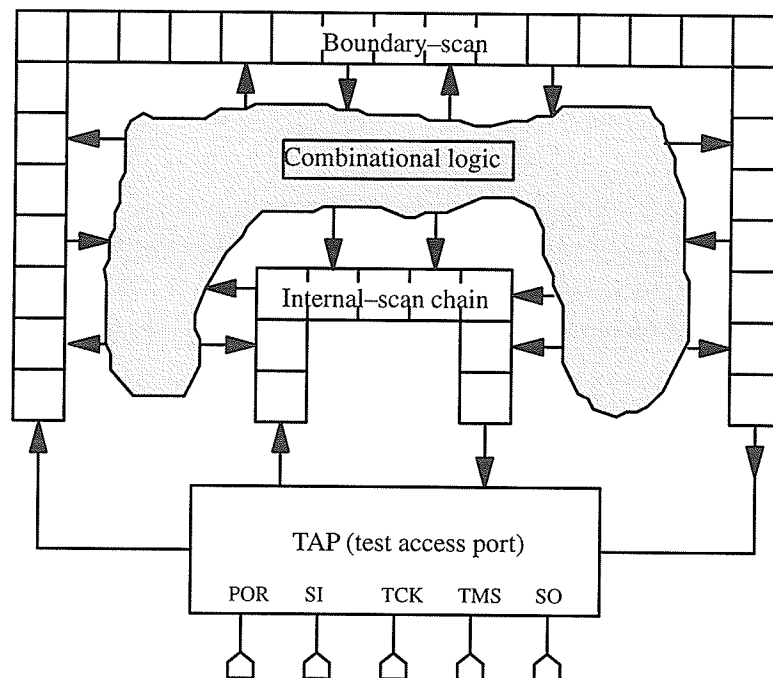 Boundary–scan
Combinational logic
Internal–scan chain
TAP (test access port)
POR SI TCK TMS SO